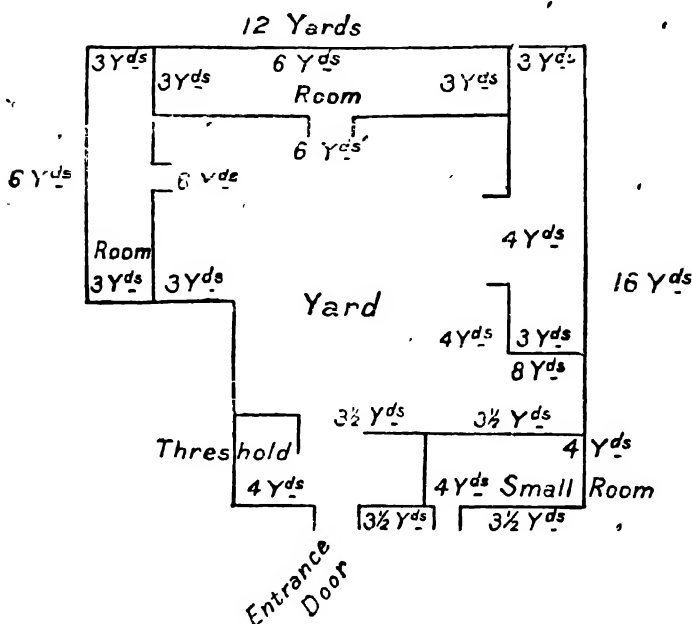 12 Yards
3 Yds 6 Yds 3 Yds
3 Yds 3 Yds
Room
6 Yds
6 Yds 6 Yds
4 Yds
Room
3 Yds 3 Yds
Yard
16 Yds
4 Yds 3 Yds
8 Yds
3½ Yds 3½ Yds
Threshold
4 Yds
4 Yds 4 Yds Small Room
3½ Yds 3½ Yds
Entrance
Door